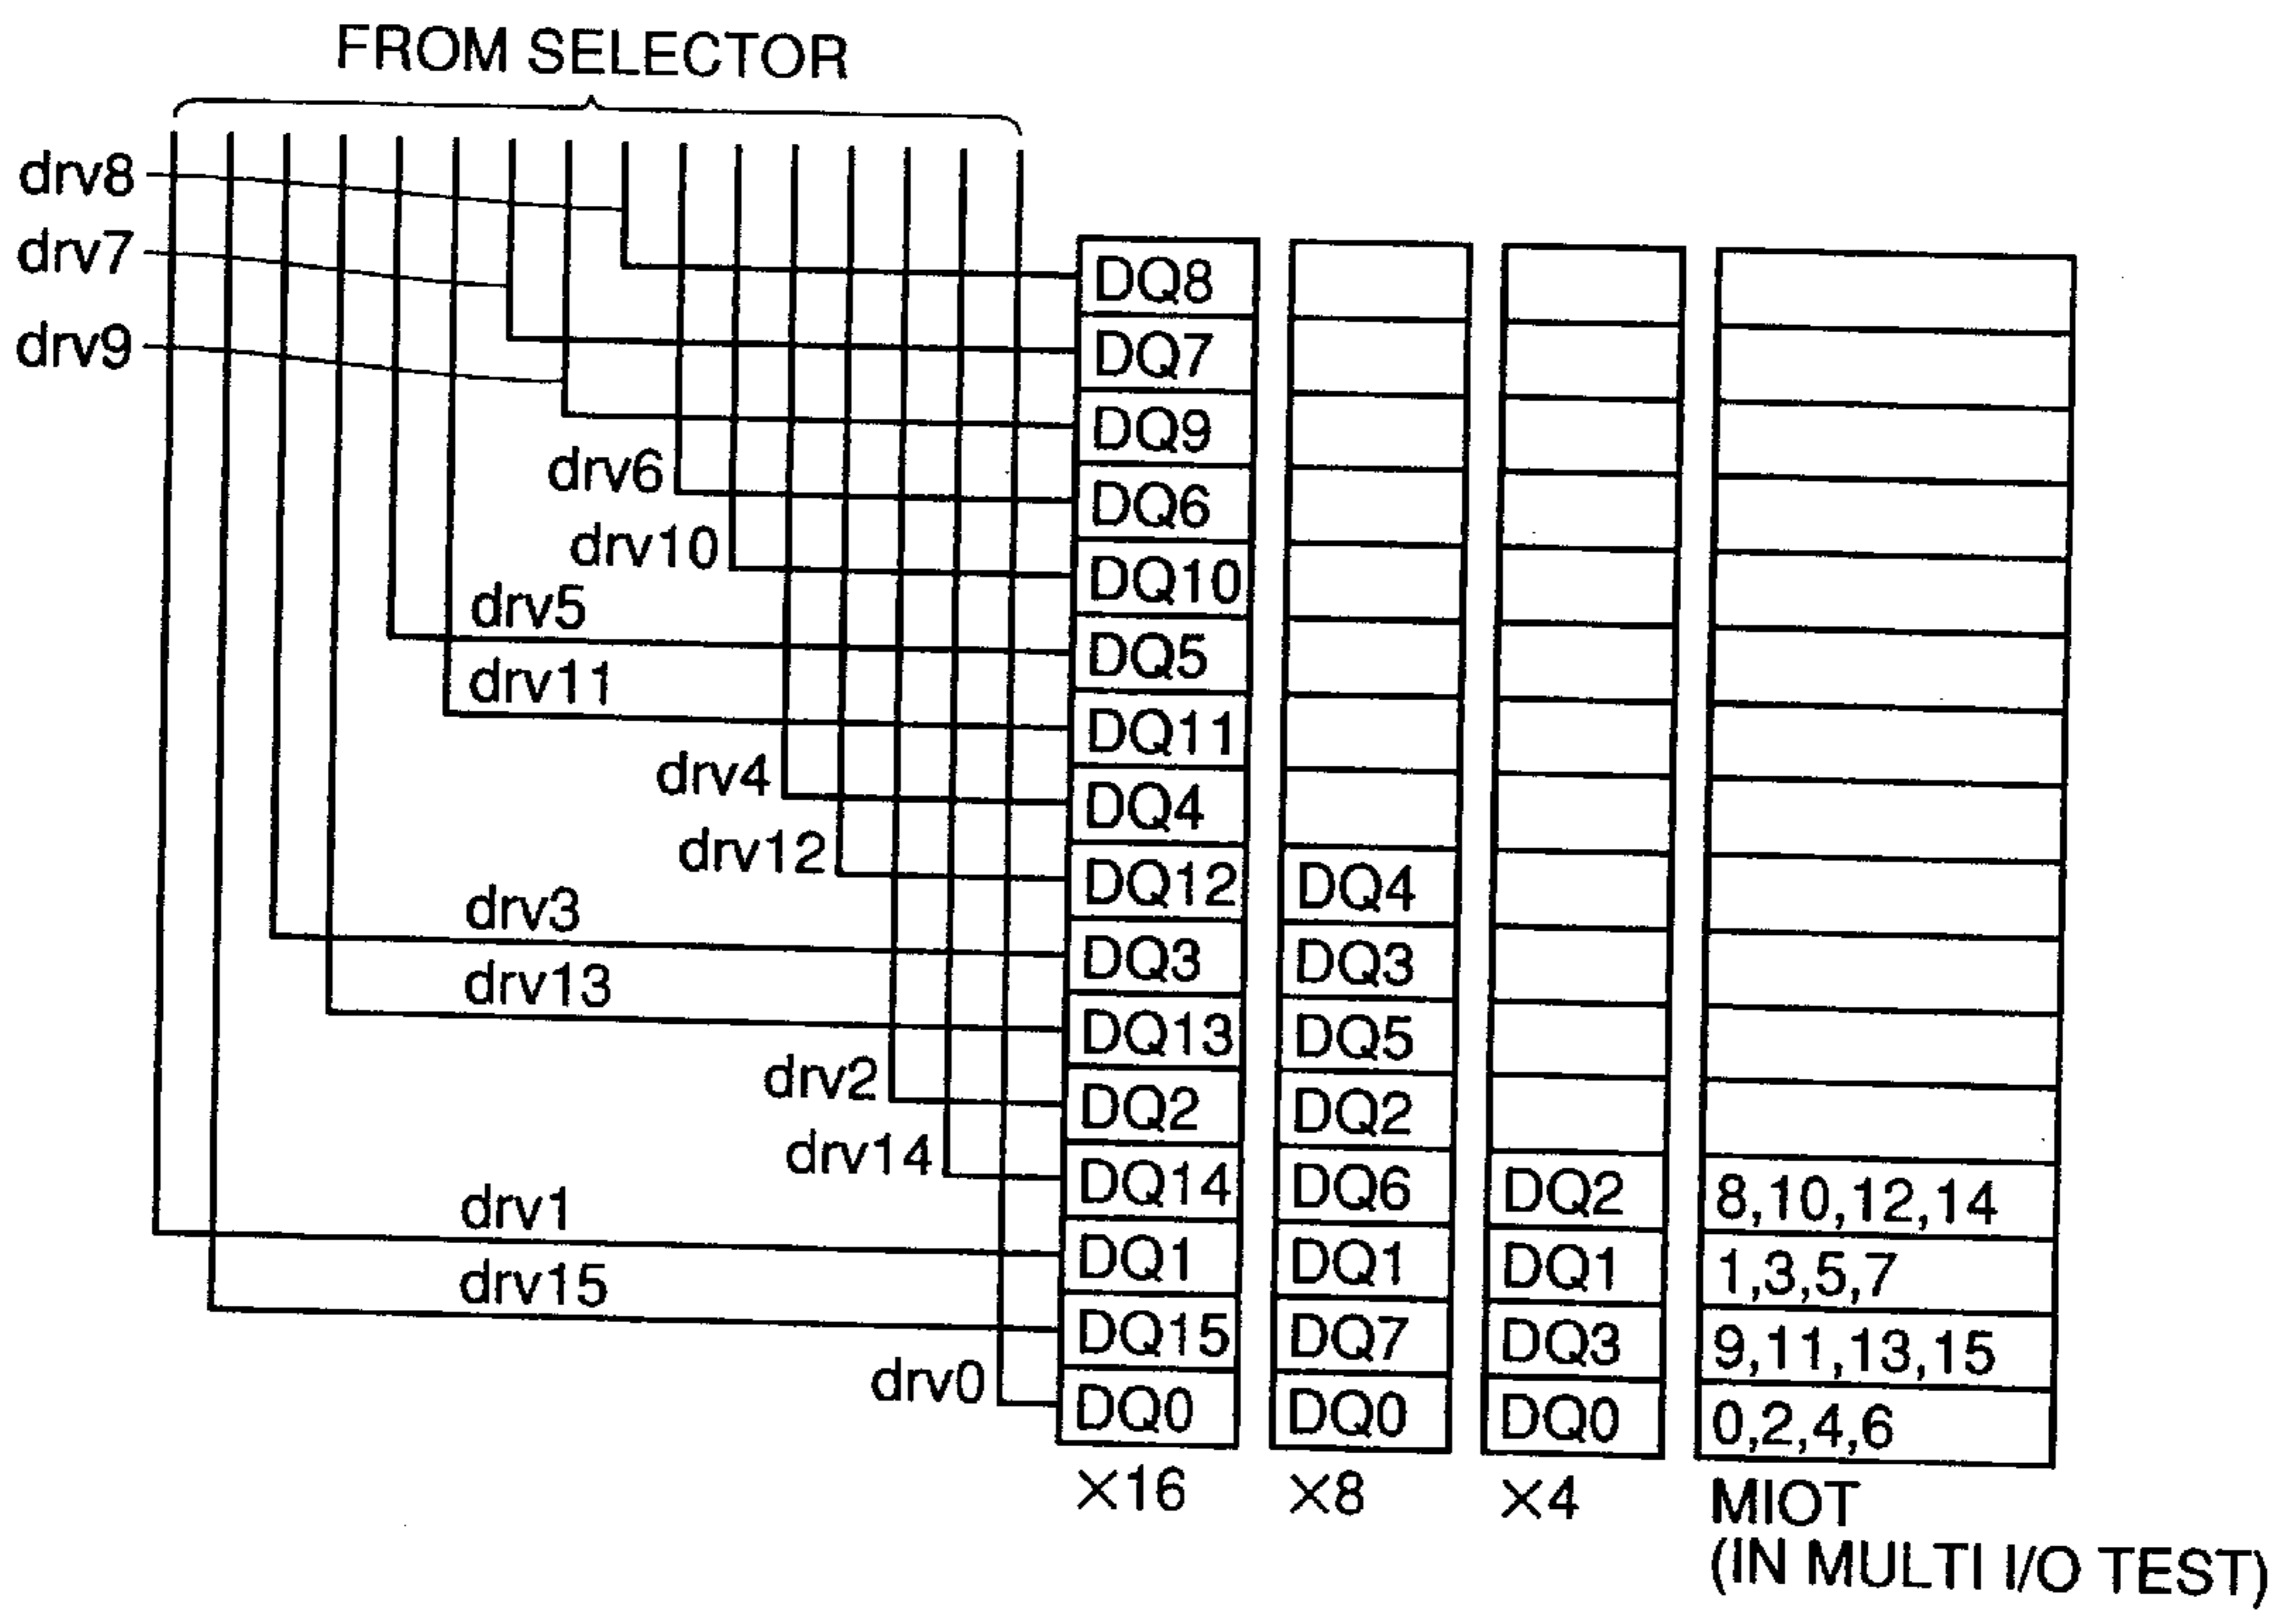 FROM SELECTOR
drv8
drv7
drv9
drv6
drv10
drv5
drv11
drv4
drv12
drv3
drv13
drv2
drv14
drv1
drv15
drv0
DQ8
DQ7
DQ9
DQ6
DQ10
DQ5
DQ11
DQ4
DQ12 DQ4
DQ3 DQ3
DQ13 DQ5
DQ2 DQ2
DQ14 DQ6 DQ2 8,10,12,14
DQ1 DQ1 DQ1 1,3,5,7
DQ15 DQ7 DQ3 9,11,13,15
DQ0 DQ0 DQ0 0,2,4,6
×16 ×8 ×4 MIOT
(IN MULTI I/O TEST)